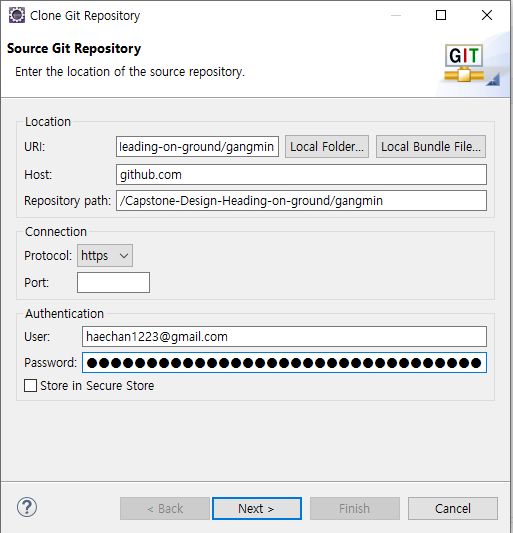 Clone Git Repository
Source Git Repository
Enter the location of the source repository.
GIT
Location
URI: leading-on-ground/gangmin Local Folder... Local Bundle File...
Host: github.com
Repository path: /Capstone-Design-Heading-on-ground/gangmin
Connection
Protocol: https
Port:
Authentication
User: haechan1223@gmail.com
Password: ●●●●●●●●●●●●●●●●●●●●●●●●●●●●●●●●●
Store in Secure Store
? < Back Next > Finish Cancel